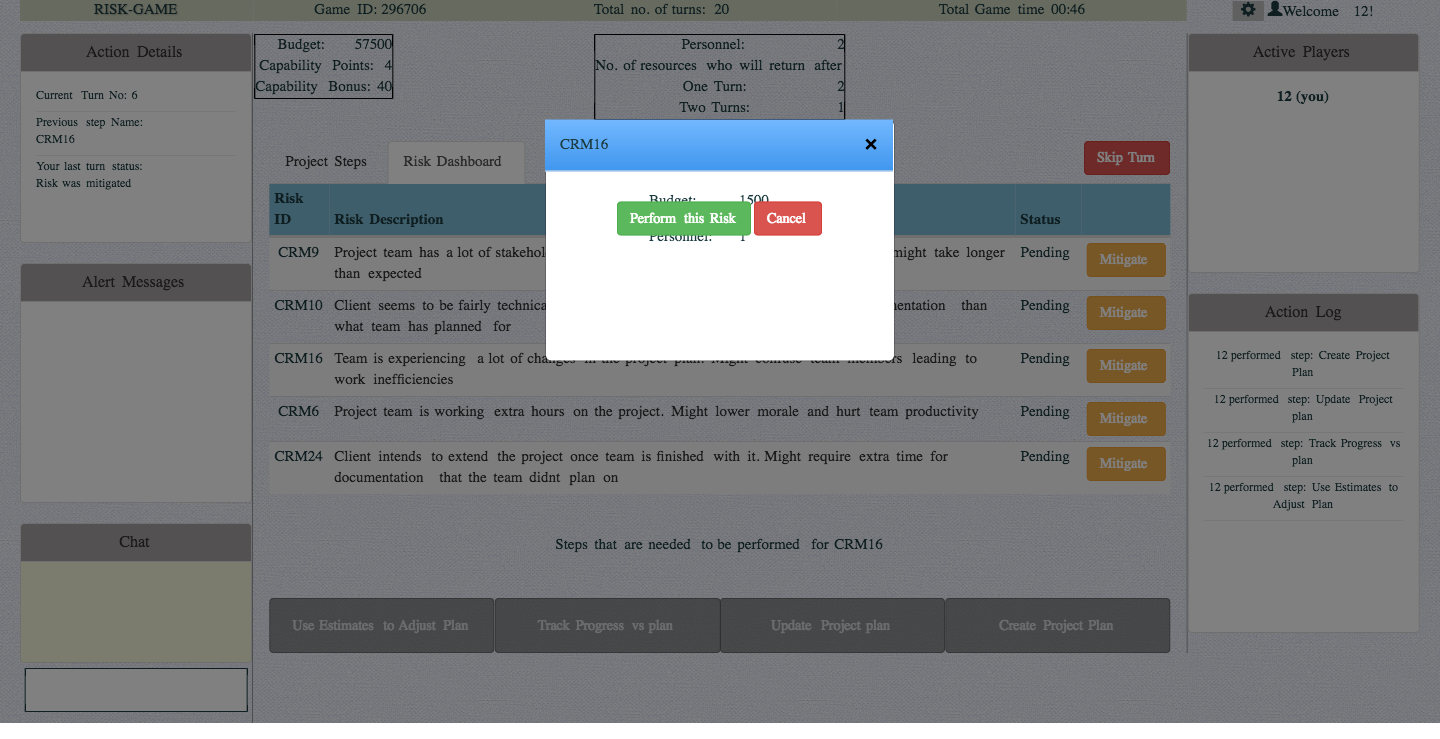 RISK-GAME
Game ID: 296706
Total no. of turns: 20
Total Game time 00:46
Welcome 12!
Action Details
Current Turn No: 6
Previous step Name:
CRM16
Your last turn status:
Risk was mitigated
Alert Messages
Chat
Budget: 57500
Capability Points: 4
Capability Bonus: 40
Personnel: 2
No. of resources who will return after
One Turn: 2
Two Turns: 1
Project Steps
Risk Dashboard
Skip Turn
CRM16
×
Budget: 1500
Perform this Risk
Cancel
Personnel: 1
Risk
ID
Risk Description
Status
CRM9 Project team has a lot of might take longer Pending Mitigate
than expected
CRM10 Client seems to be fairly than Pending Mitigate
what team has planned for
CRM16 Team is experiencing a lot of changes in the project plan. Might confuse team members leading to Pending Mitigate
work inefficiencies
CRM6 Project team is working extra hours on the project. Might lower morale and hurt team productivity Pending Mitigate
CRM24 Client intends to extend the project once team is finished with it. Might require extra time for Pending Mitigate
documentation that the team didnt plan on
Steps that are needed to be performed for CRM16
Use Estimates to Adjust Plan
Track Progress vs plan
Update Project plan
Create Project Plan
Active Players
12 (you)
Action Log
12 performed step: Create Project
Plan
12 performed step: Update Project
plan
12 performed step: Track Progress vs
plan
12 performed step: Use Estimates to
Adjust Plan